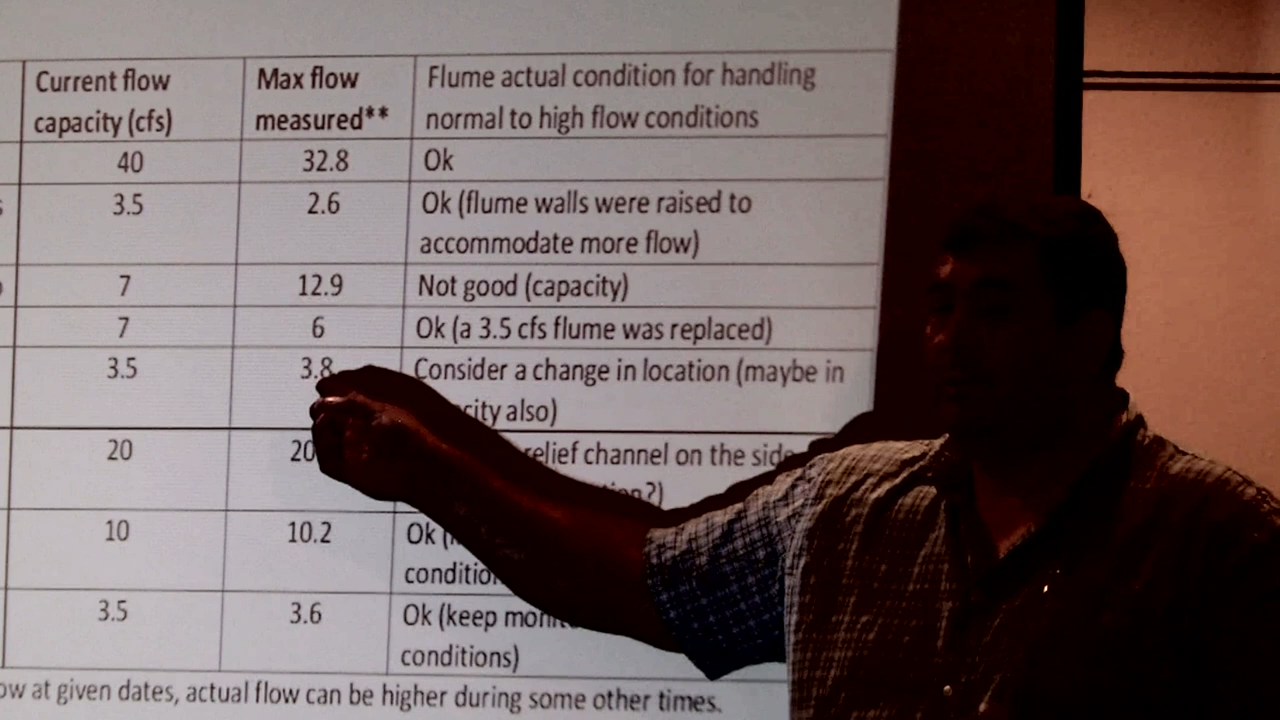 Current flow Max flow Flume actual condition for handling
capacity (cfs) measured** normal to high flow conditions
40 32.8 Ok
3.5 2.6 Ok (flume walls were raised to
accommodate more flow)
7 12.9 Not good (capacity)
7 6 Ok (a 3.5 cfs flume was replaced)
3.5 3.8 Consider a change in location (maybe in
also)
20 20 relief channel on the side
10 10.2 Ok
3.5 3.6 Ok (keep
conditions)
at given dates, actual flow can be higher during some other times.